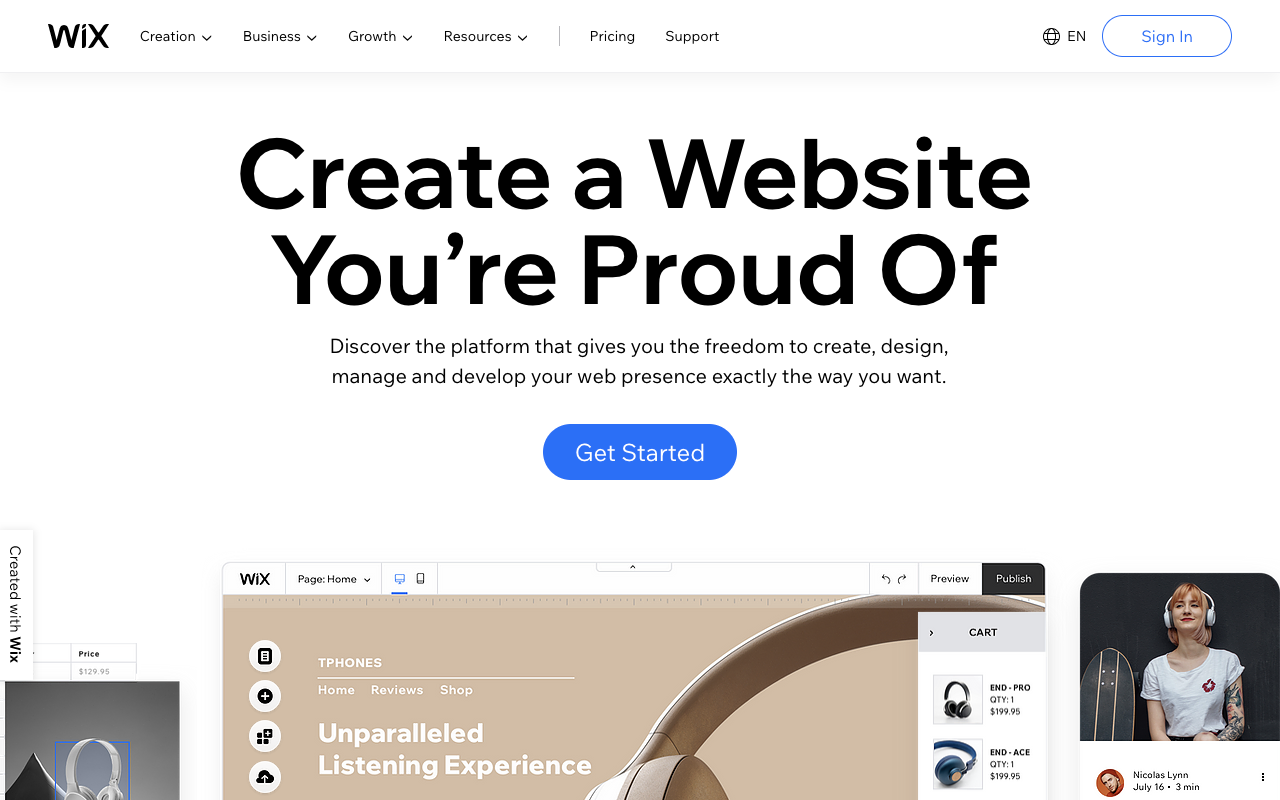 WiX Creation Business Growth Resources Pricing Support EN Sign In
Create a Website
You're Proud Of
Discover the platform that gives you the freedom to create, design,
manage and develop your web presence exactly the way you want.
Get Started
Created with Wix
Price
$129.95
WiX Page: Home Preview Publish
TPHONES
Home Reviews Shop
Unparalleled
Listening Experience
CART
END - PRO
QTY: 1
$199.95
END - ACE
QTY: 1
$199.95
Nicolas Lynn
July 16 • 3 min